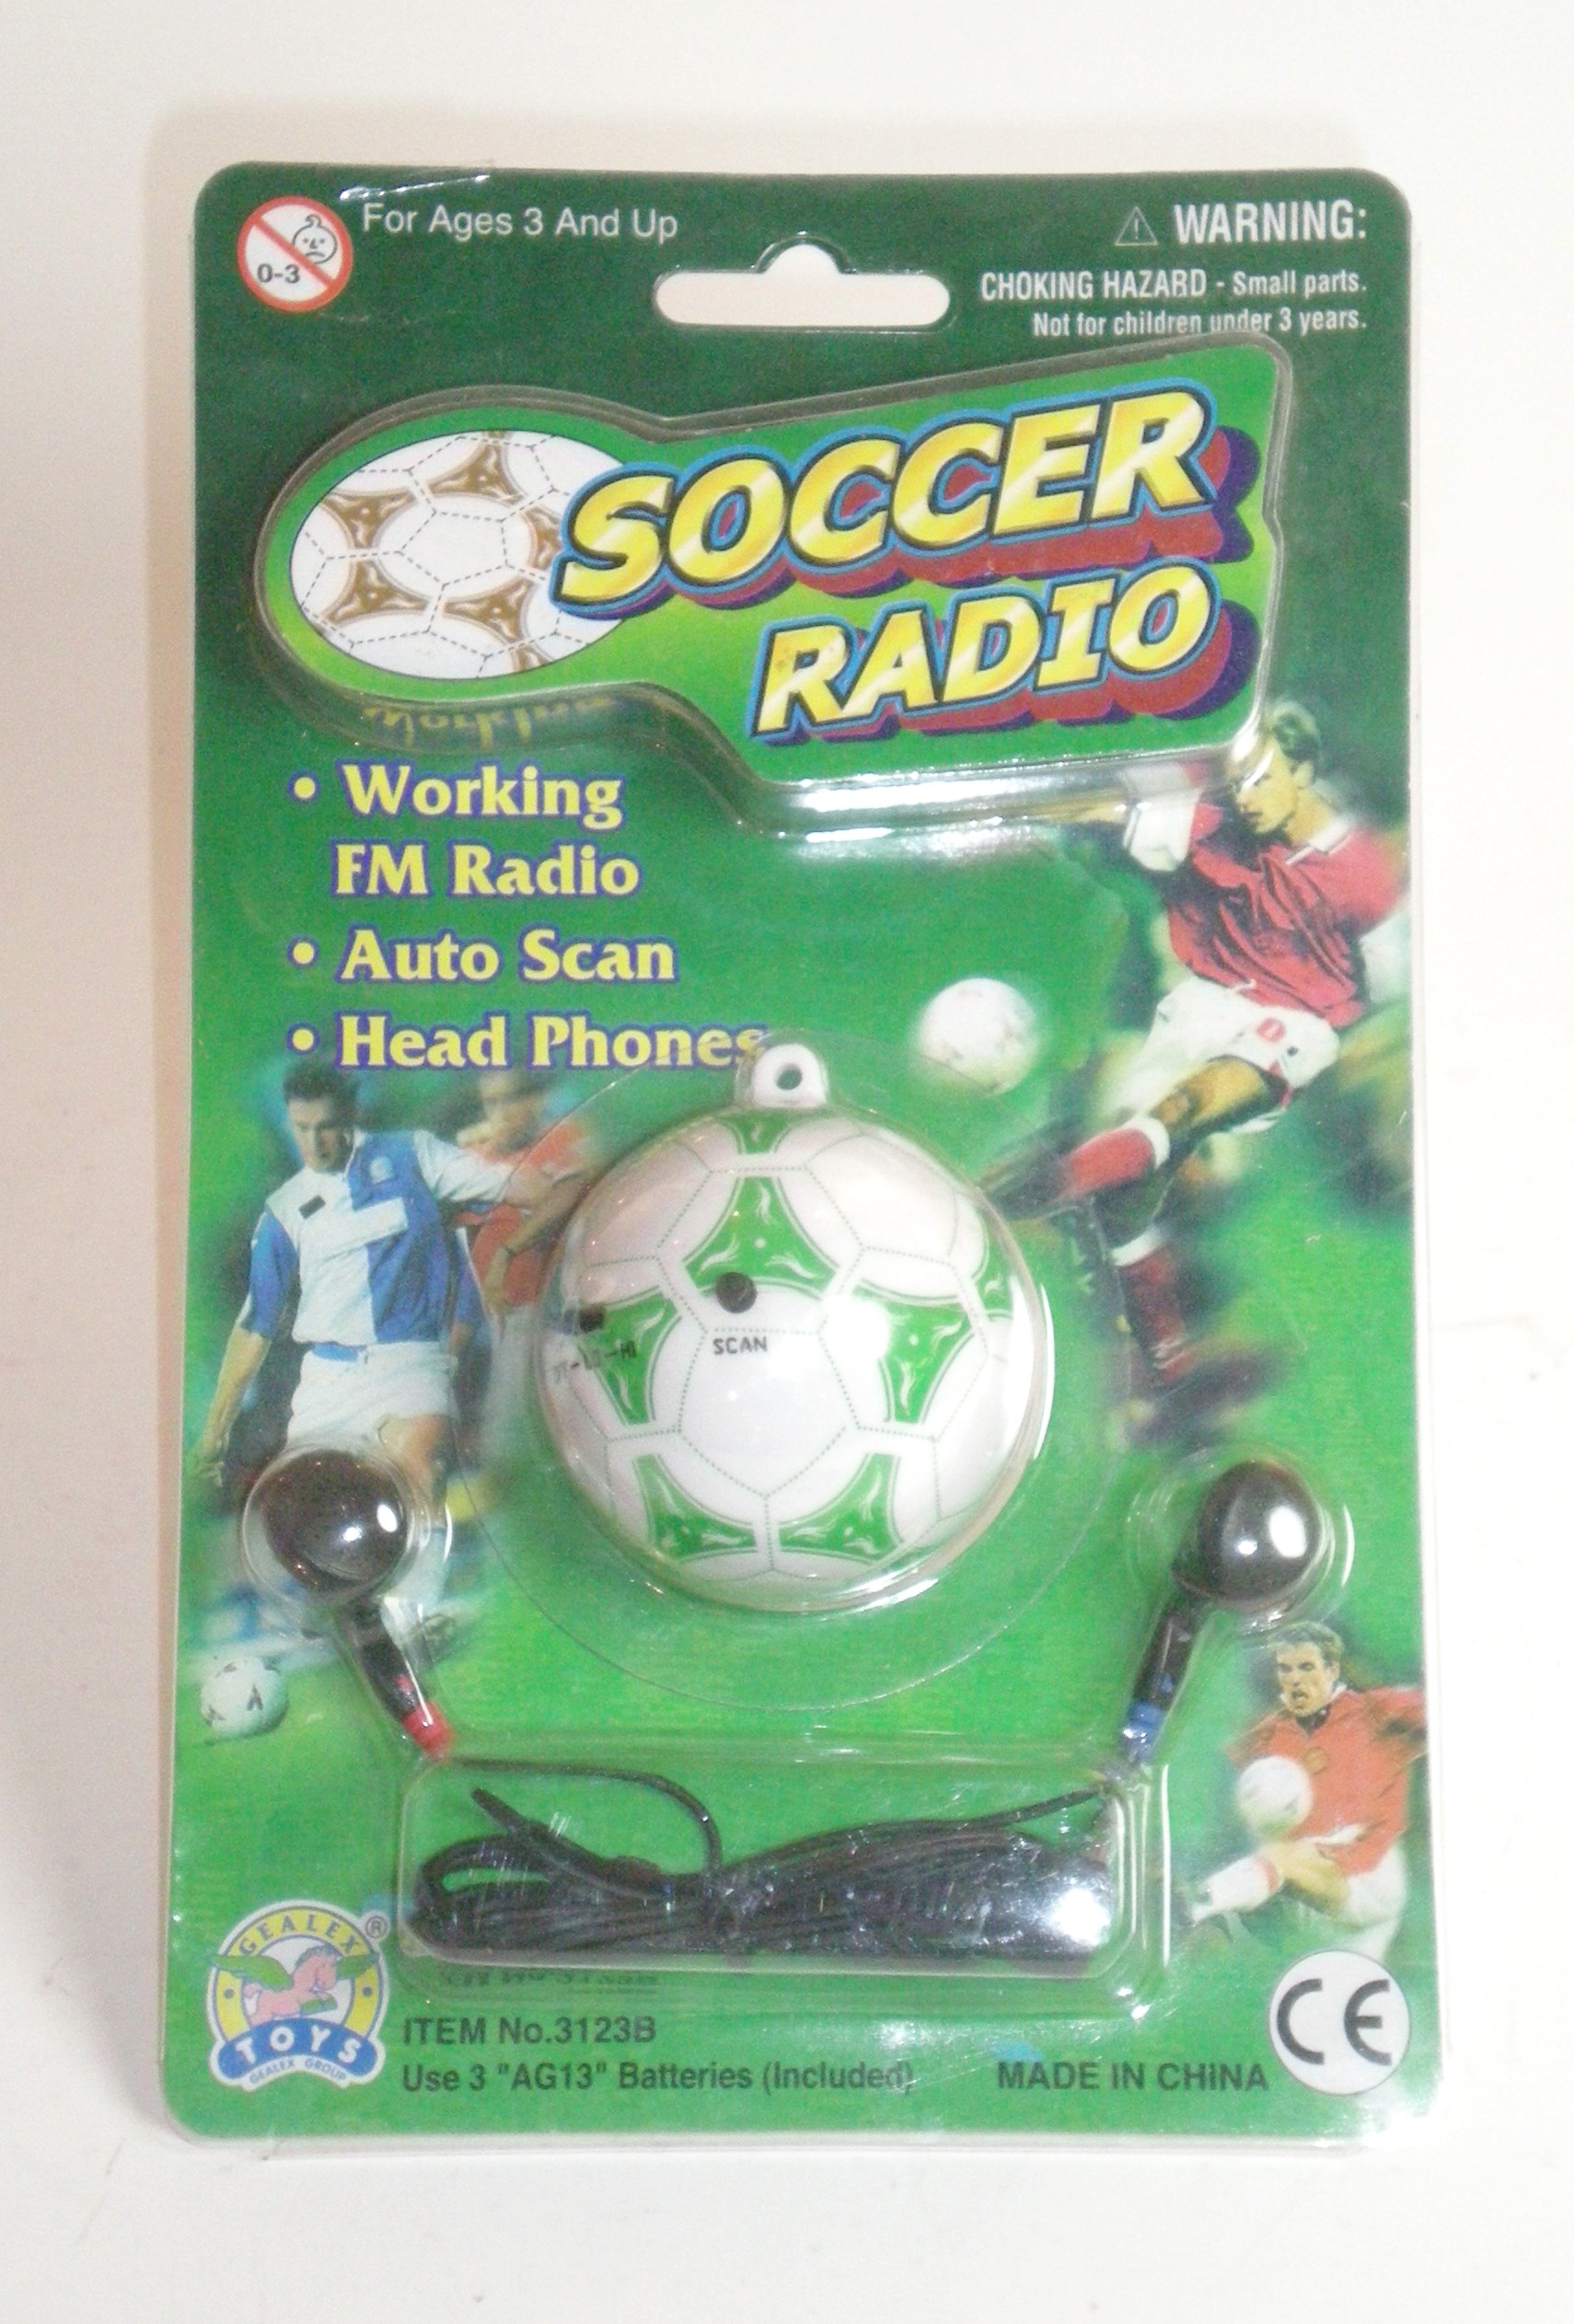 For Ages 3 And Up
0-3
WARNING:
CHOKING HAZARD - Small parts.
Not for children under 3 years.
SOCCER
RADIO
• Working
FM Radio
• Auto Scan
• Head Phones
SCAN
GEALEX ®
TOYS
GEALEX GROUP
ITEM No.3123B
Use 3 "AG13" Batteries (Included)
MADE IN CHINA
CE